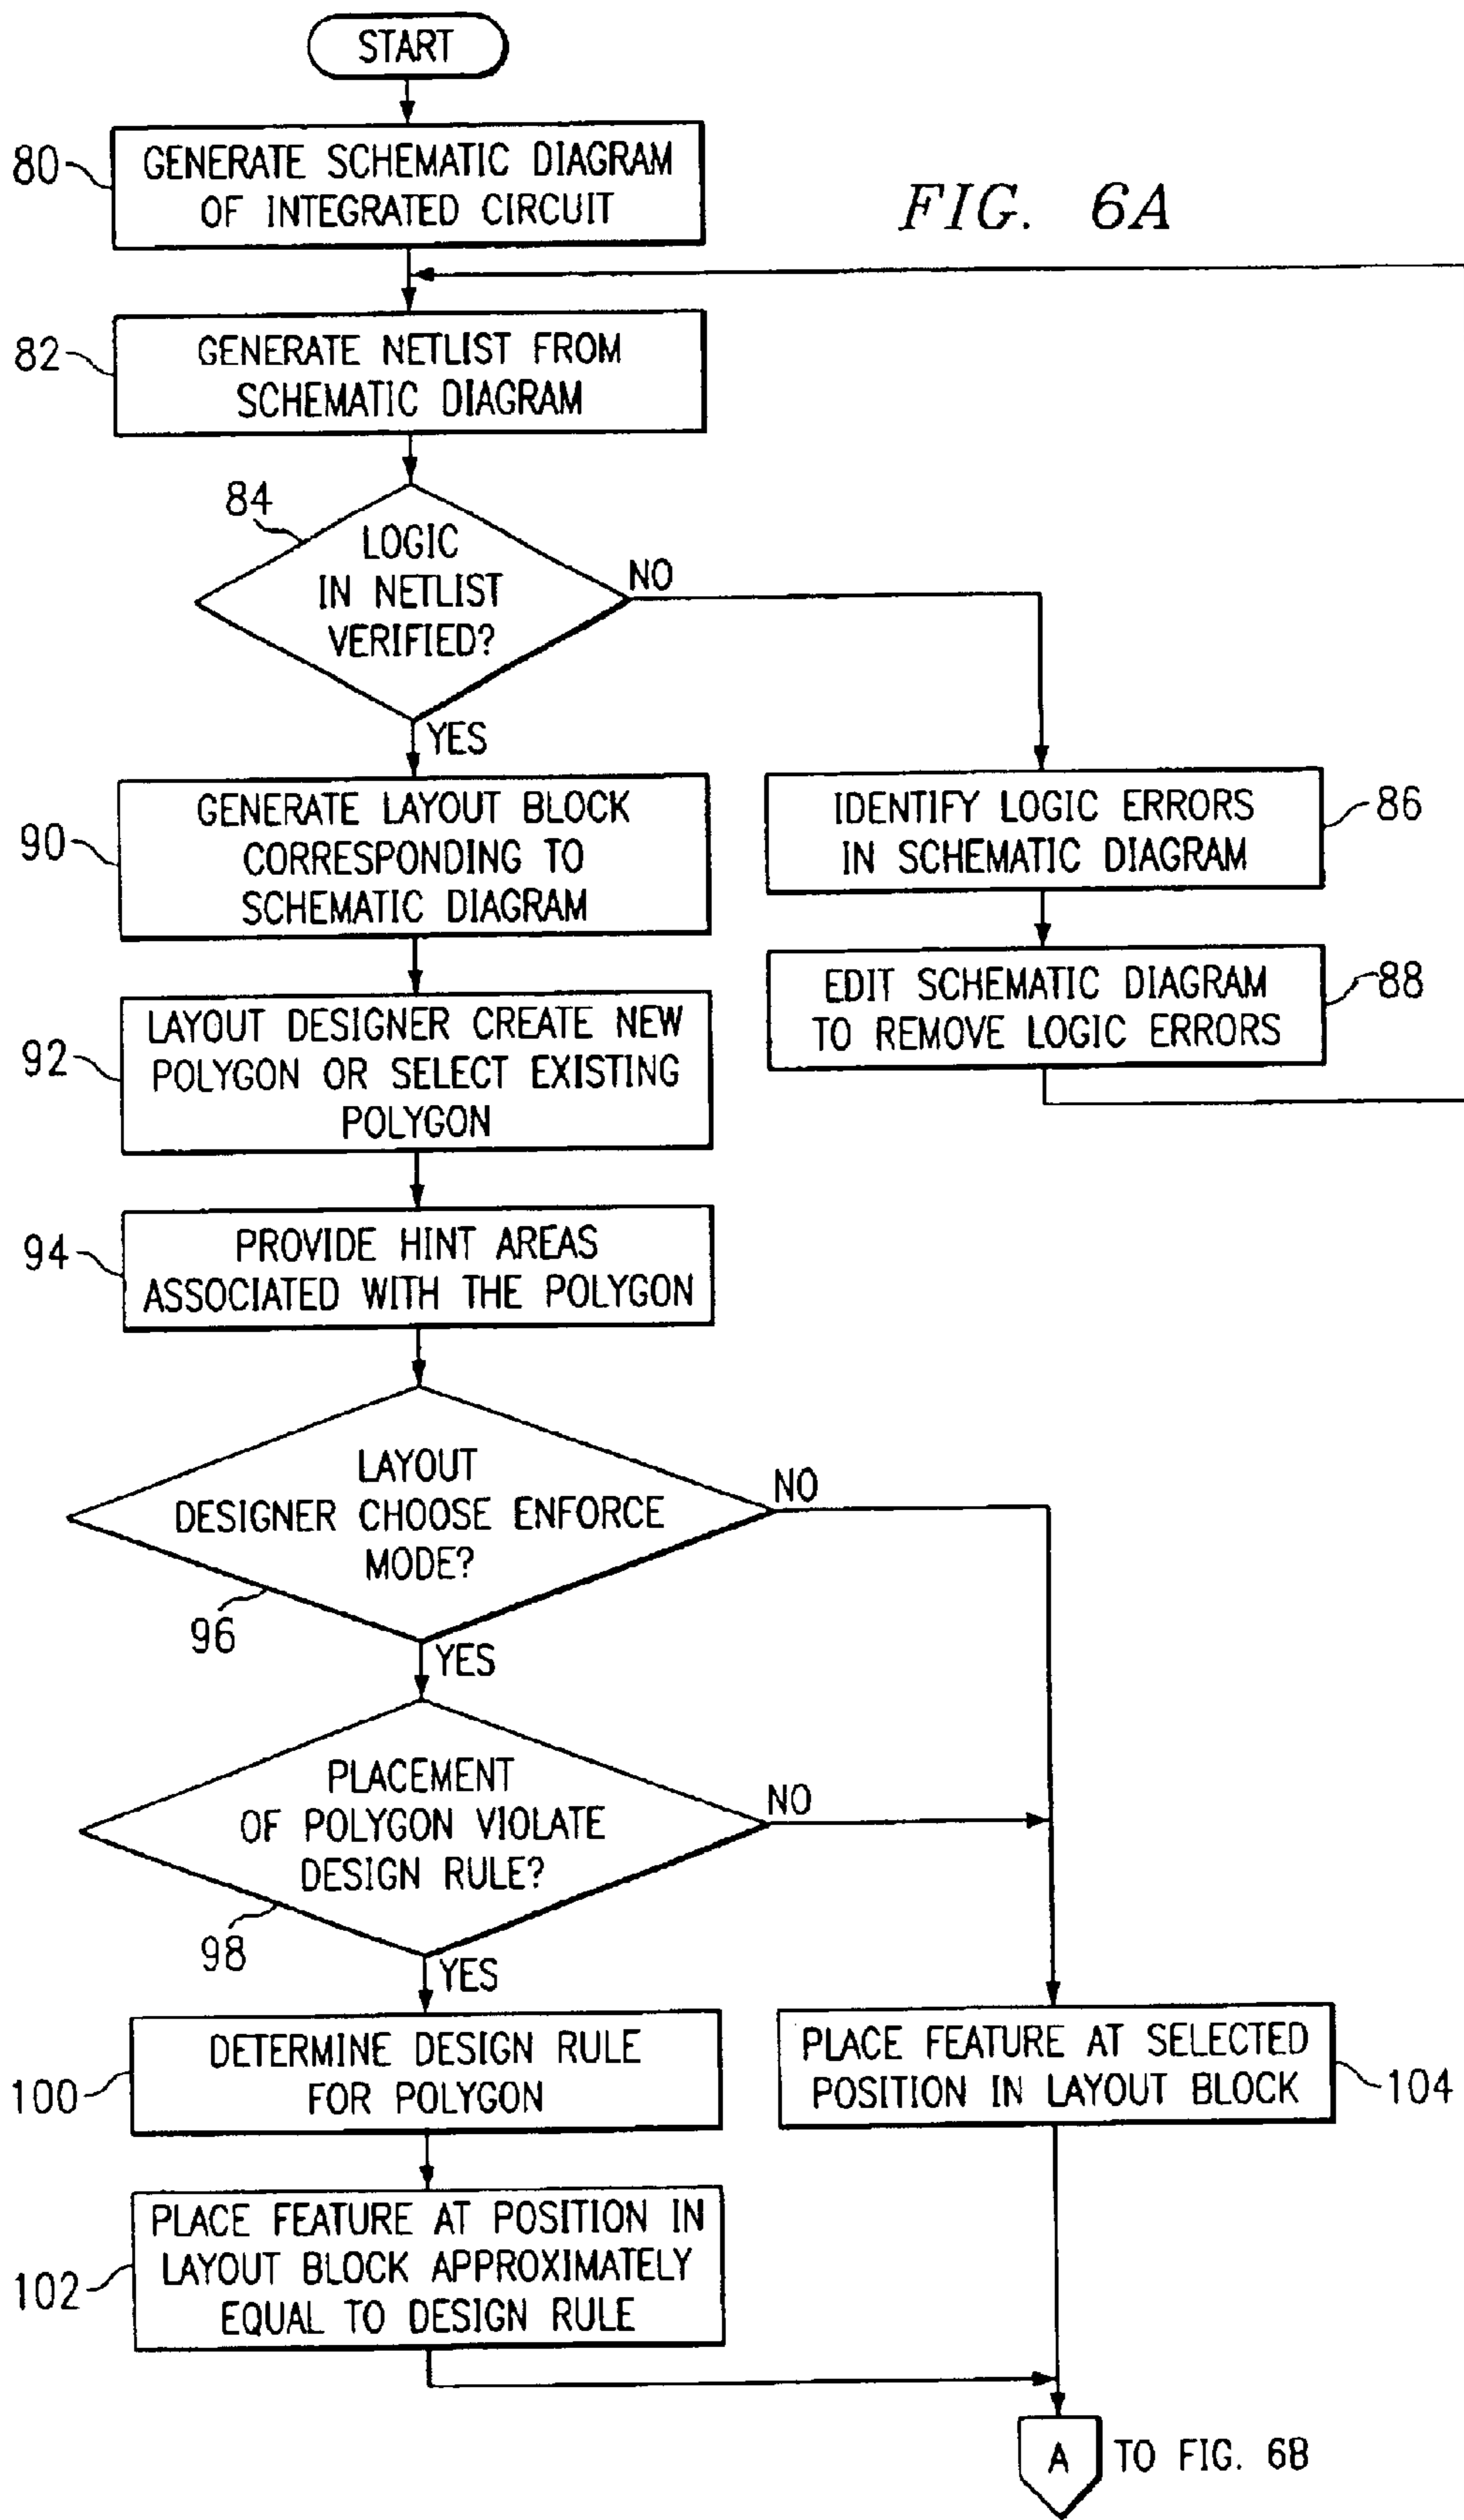 START
80
GENERATE SCHEMATIC DIAGRAM
OF INTEGRATED CIRCUIT
FIG. 6A
82
GENERATE NETLIST FROM
SCHEMATIC DIAGRAM
84
LOGIC
IN NETLIST
VERIFIED?
NO
YES
90
GENERATE LAYOUT BLOCK
CORRESPONDING TO
SCHEMATIC DIAGRAM
IDENTIFY LOGIC ERRORS
IN SCHEMATIC DIAGRAM
86
EDIT SCHEMATIC DIAGRAM
TO REMOVE LOGIC ERRORS
88
92
LAYOUT DESIGNER CREATE NEW
POLYGON OR SELECT EXISTING
POLYGON
94
PROVIDE HINT AREAS
ASSOCIATED WITH THE POLYGON
LAYOUT
DESIGNER CHOOSE ENFORCE
MODE?
NO
96
YES
PLACEMENT
OF POLYGON VIOLATE
DESIGN RULE?
NO
98
YES
100
DETERMINE DESIGN RULE
FOR POLYGON
PLACE FEATURE AT SELECTED
POSITION IN LAYOUT BLOCK
104
102
PLACE FEATURE AT POSITION IN
LAYOUT BLOCK APPROXIMATELY
EQUAL TO DESIGN RULE
A
TO FIG. 6B